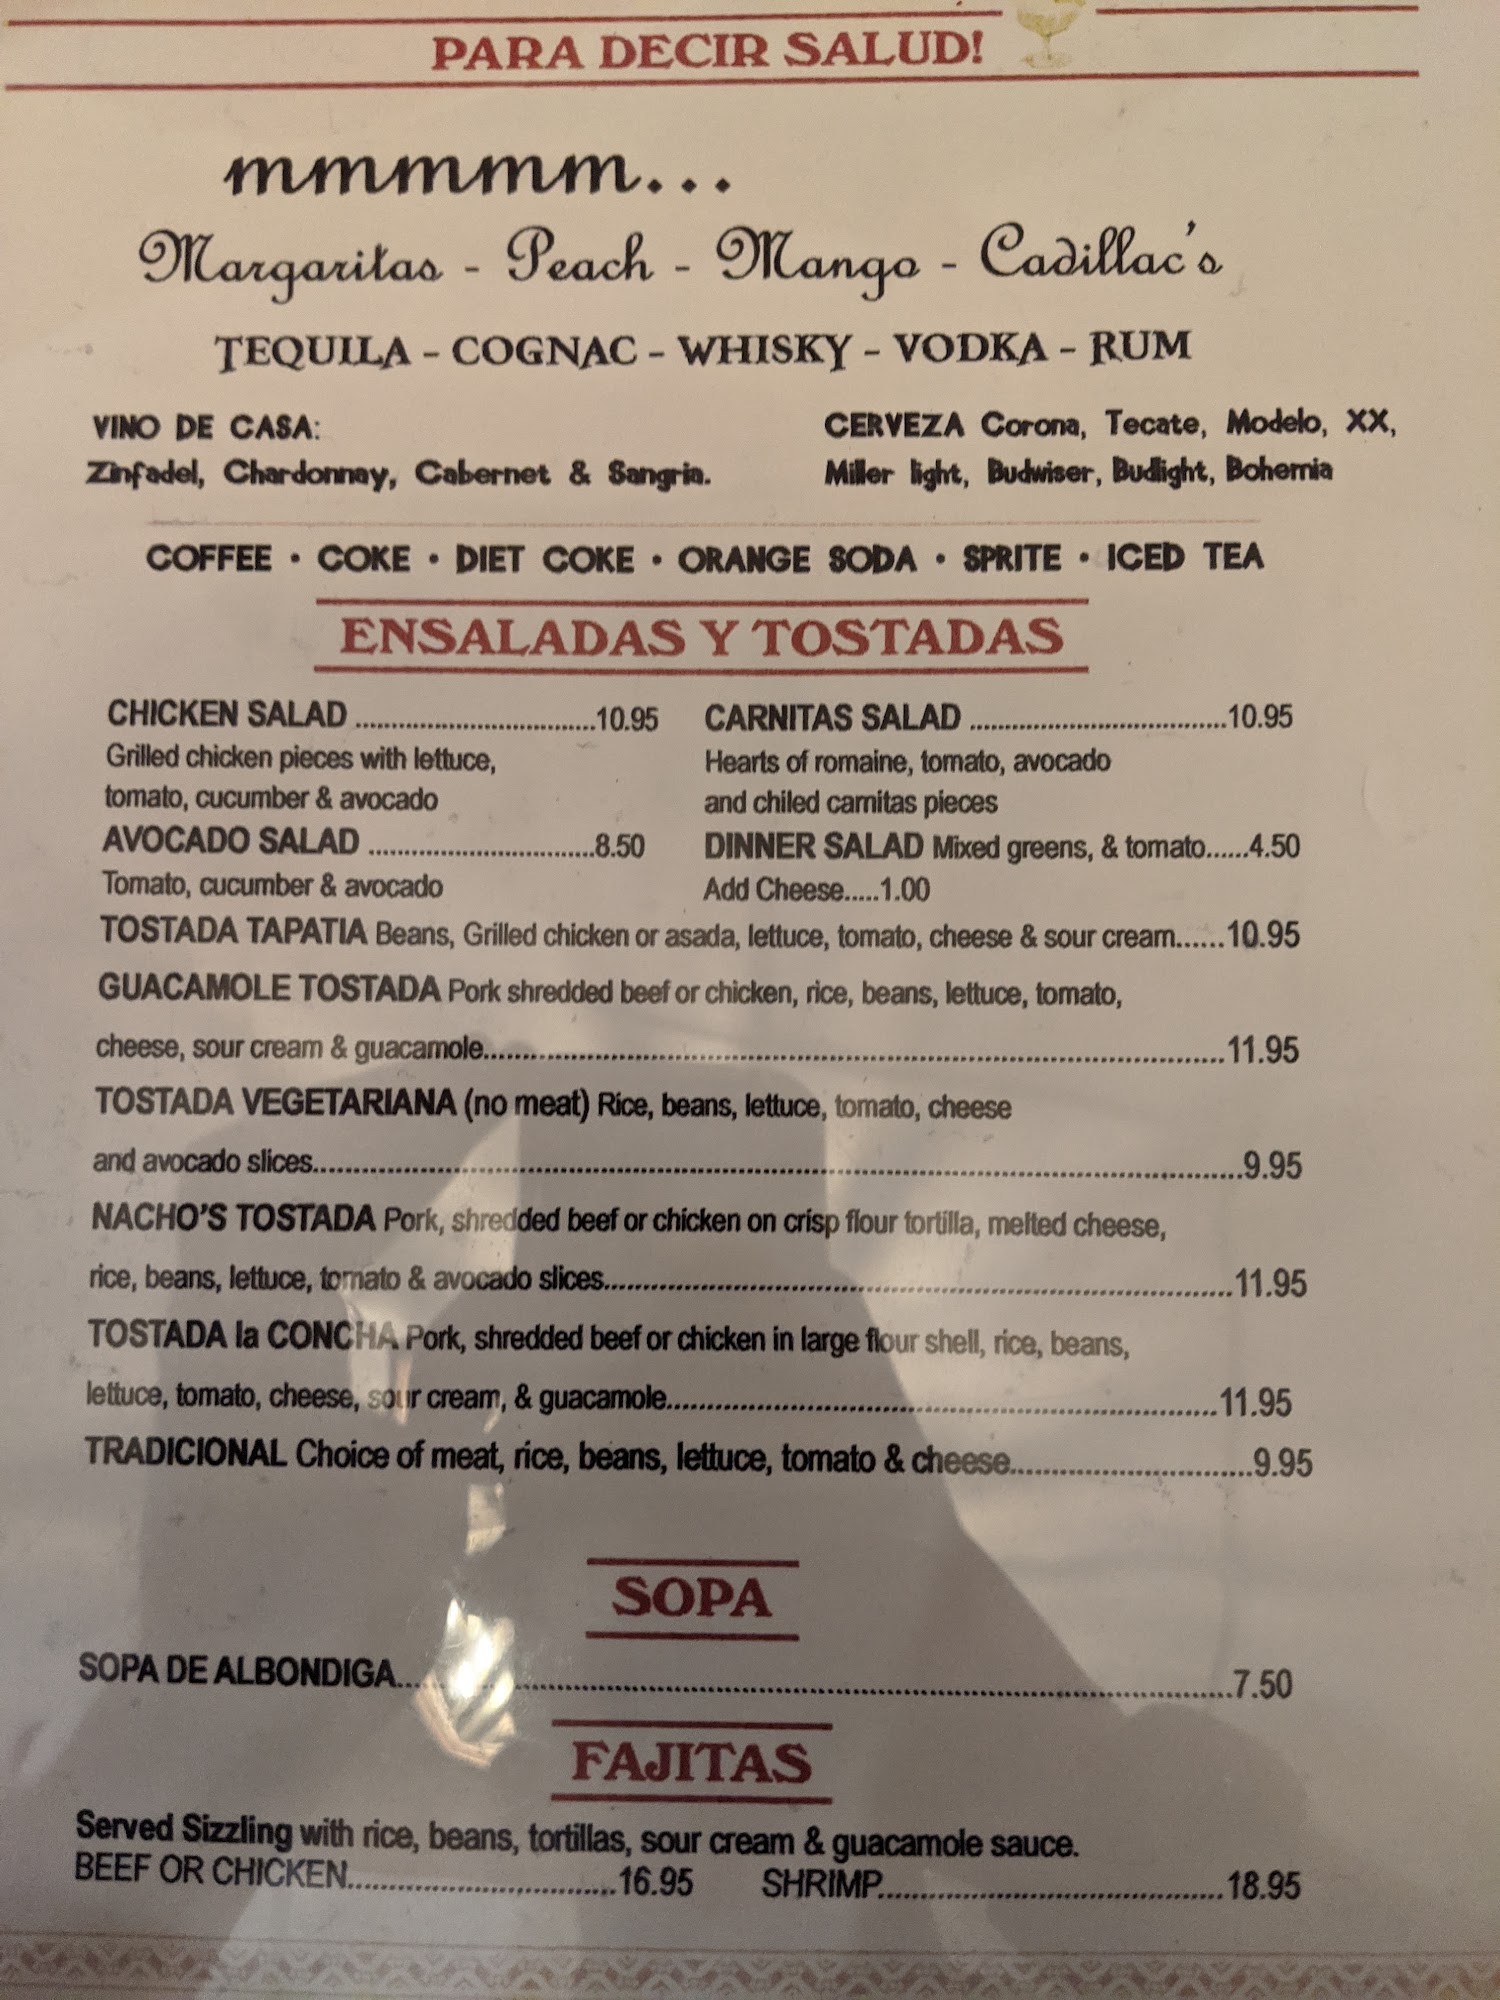 PARA DECIR SALUD!
mmmmm...
Margaritas - Peach - Mango - Cadillac's
TEQUILA - COGNAC - WHISKY - VODKA - RUM
VINO DE CASA:
Zinfadel, Chardonnay, Cabernet & Sangria.
CERVEZA Corona, Tecate, Modelo, XX,
Miller light, Budwiser, Budlight, Bohemia
COFFEE • COKE • DIET COKE • ORANGE SODA • SPRITE • ICED TEA
ENSALADAS Y TOSTADAS
CHICKEN SALAD .................................10.95
Grilled chicken pieces with lettuce,
tomato, cucumber & avocado
AVOCADO SALAD ...............................8.50
Tomato, cucumber & avocado
CARNITAS SALAD ...................................10.95
Hearts of romaine, tomato, avocado
and chiled carnitas pieces
DINNER SALAD Mixed greens, & tomato......4.50
Add Cheese.....1.00
TOSTADA TAPATIA Beans, Grilled chicken or asada, lettuce, tomato, cheese & sour cream......10.95
GUACAMOLE TOSTADA Pork shredded beef or chicken, rice, beans, lettuce, tomato,
cheese, sour cream & guacamole......................................................................................................11.95
TOSTADA VEGETARIANA (no meat) Rice, beans, lettuce, tomato, cheese
and avocado slices................................................................................................................................9.95
NACHO'S TOSTADA Pork, shredded beef or chicken on crisp flour tortilla, melted cheese,
rice, beans, lettuce, tomato & avocado slices......................................................................................11.95
TOSTADA la CONCHA Pork, shredded beef or chicken in large flour shell, rice, beans,
lettuce, tomato, cheese, sour cream, & guacamole............................................................................11.95
TRADICIONAL Choice of meat, rice, beans, lettuce, tomato & cheese.................................9.95
SOPA
SOPA DE ALBONDIGA..................................................................................................................7.50
FAJITAS
Served Sizzling with rice, beans, tortillas, sour cream & guacamole sauce.
BEEF OR CHICKEN.....................................16.95
SHRIMP...............................................18.95